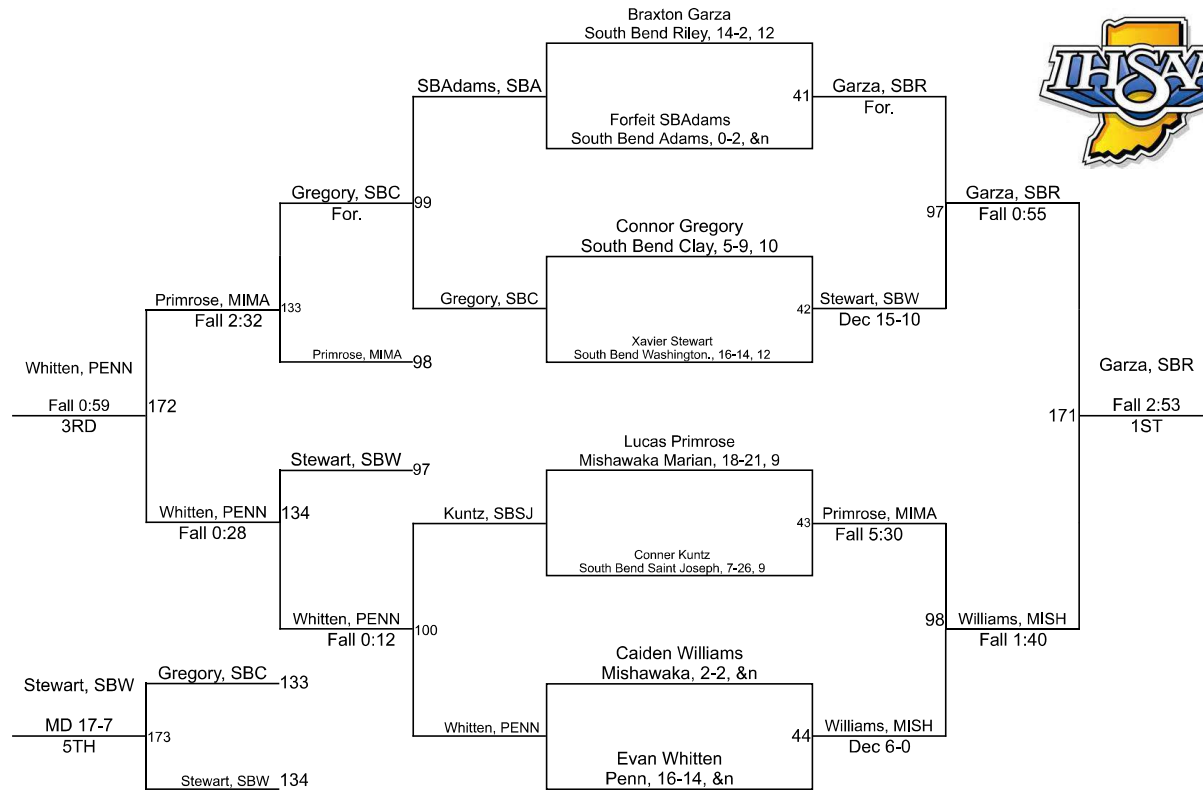 Braxton Garza
South Bend Riley, 14-2, 12
IHSAA
SBAdams, SBA
41
Garza, SBR
For.
Forfeit SBAdams
South Bend Adams, 0-2, &n
Gregory, SBC
For.
99
97
Garza, SBR
Fall 0:55
Connor Gregory
South Bend Clay, 5-9, 10
Primrose, MIMA
Fall 2:32
133
Gregory, SBC
42
Stewart, SBW
Dec 15-10
Primrose, MIMA
98
Xavier Stewart
South Bend Washington., 16-14, 12
Whitten, PENN
Fall 0:59
3RD
172
171
Garza, SBR
Fall 2:53
1ST
Stewart, SBW
97
Lucas Primrose
Mishawaka Marian, 18-21, 9
Whitten, PENN
Fall 0:28
134
Kuntz, SBSJ
43
Primrose, MIMA
Fall 5:30
Conner Kuntz
South Bend Saint Joseph, 7-26, 9
Whitten, PENN
Fall 0:12
100
98
Williams, MISH
Fall 1:40
Caiden Williams
Mishawaka, 2-2, &n
Stewart, SBW
MD 17-7
5TH
Gregory, SBC
133
173
Whitten, PENN
44
Williams, MISH
Dec 6-0
Stewart, SBW
134
Evan Whitten
Penn, 16-14, &n